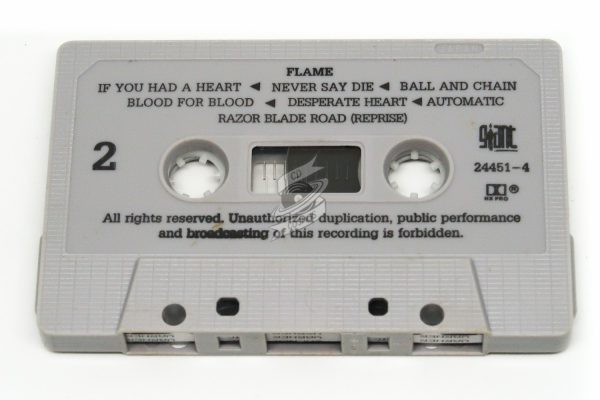 JAPAN
FLAME
IF YOU HAD A HEART ◀ NEVER SAY DIE ◀ BALL AND CHAIN
BLOOD FOR BLOOD ◀ DESPERATE HEART ◀ AUTOMATIC
RAZOR BLADE ROAD (REPRISE)
2
giant
24451-4
HX PRO ®
All rights reserved. Unauthorized duplication, public performance
and broadcasting of this recording is forbidden.